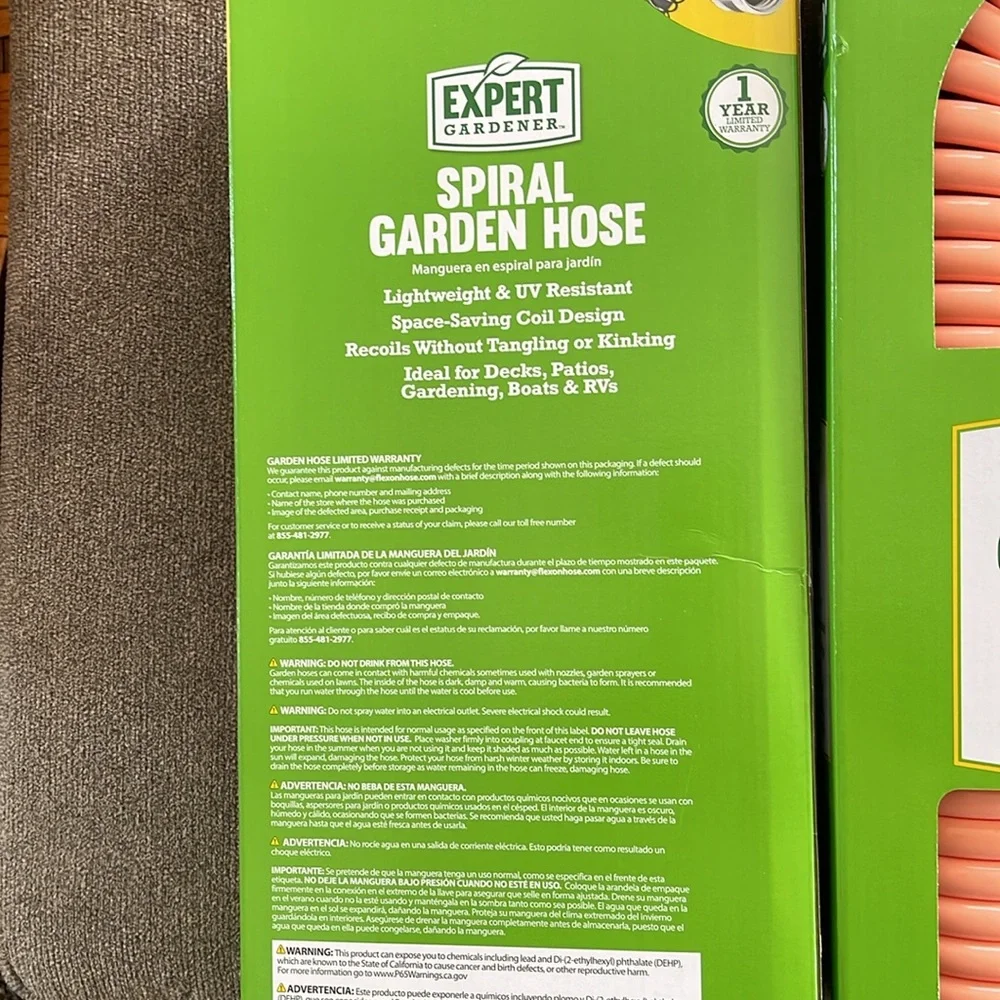 EXPERT
GARDENER™
1
YEAR
LIMITED
WARRANTY
SPIRAL
GARDEN HOSE
Manguera en espiral para jardín
Lightweight & UV Resistant
Space-Saving Coil Design
Recoils Without Tangling or Kinking
Ideal for Decks, Patios,
Gardening, Boats & RVs
GARDEN HOSE LIMITED WARRANTY
We guarantee this product against manufacturing defects for the time period shown on this packaging. If a defect should
occur, please email warranty@flexonhose.com with a brief description along with the following information:
• Contact name, phone number and mailing address
• Name of the store where the hose was purchased
• Image of the defected area, purchase receipt and packaging
For customer service or to receive a status of your claim, please call our toll free number
at 855-481-2977.
GARANTÍA LIMITADA DE LA MANGUERA DEL JARDÍN
Garantizamos este producto contra cualquier defecto de manufactura durante el plazo de tiempo mostrado en este paquete.
Si hubiese algún defecto, por favor envíe un correo electrónico a warranty@flexonhose.com con una breve descripción
junto la siguiente información:
• Nombre, número de teléfono y dirección postal de contacto
• Nombre de la tienda donde compró la manguera
• Imagen del área defectuosa, recibo de compra y empaque.
Para atención al cliente o para saber cuál es el estatus de su reclamación, por favor llame a nuestro número
gratuito 855-481-2977.
⚠ WARNING: DO NOT DRINK FROM THIS HOSE.
Garden hoses can come in contact with harmful chemicals sometimes used with nozzles, garden sprayers or
chemicals used on lawns. The inside of the hose is dark, damp and warm, causing bacteria to form. It is recommended
that you run water through the hose until the water is cool before use.
⚠ WARNING: Do not spray water into an electrical outlet. Severe electrical shock could result.
IMPORTANT: This hose is intended for normal usage as specified on the front of this label. DO NOT LEAVE HOSE
UNDER PRESSURE WHEN NOT IN USE. Place washer firmly into coupling at faucet end to ensure a tight seal. Drain
your hose in the summer when you are not using it and keep it shaded as much as possible. Water left in a hose in the
sun will expand, damaging the hose. Protect your hose from harsh winter weather by storing it indoors. Be sure to
drain the hose completely before storage as water remaining in the hose can freeze, damaging hose.
⚠ ADVERTENCIA: NO BEBA DE ESTA MANGUERA.
Las mangueras para jardín pueden entrar en contacto con productos químicos nocivos que en ocasiones se usan con
boquillas, aspersores para jardín o productos químicos usados en el césped. El interior de la manguera es oscuro,
húmedo y cálido, ocasionando que se formen bacterias. Se recomienda que usted haga pasar agua a través de la
manguera hasta que el agua esté fresca antes de usarla.
⚠ ADVERTENCIA: No rocíe agua en una salida de corriente eléctrica. Esto podría tener como resultado un
choque eléctrico.
IMPORTANTE: Se pretende de que la manguera tenga un uso normal, como se especifica en el frente de esta
etiqueta. NO DEJE LA MANGUERA BAJO PRESIÓN CUANDO NO ESTÉ EN USO. Coloque la arandela de empaque
firmemente en la conexión en el extremo de la llave para asegurar que selle en forma ajustada. Drene su manguera
en el verano cuando no la esté usando y manténgala en la sombra tanto como sea posible. El agua que queda en la
manguera en el sol se expandirá, dañando la manguera. Proteja su manguera del clima extremado del invierno
guardándola en interiores. Asegúrese de drenar la manguera completamente antes de almacenarla, puesto que el
agua que queda en ella puede congelarse, dañando la manguera.
⚠WARNING: This product can expose you to chemicals including lead and Di-(2-ethylhexyl) phthalate (DEHP),
which are known to the State of California to cause cancer and birth defects, or other reproductive harm.
For more information go to www.P65Warnings.ca.gov
⚠ADVERTENCIA: Este producto puede exponerle a químicos incluyendo plomo y